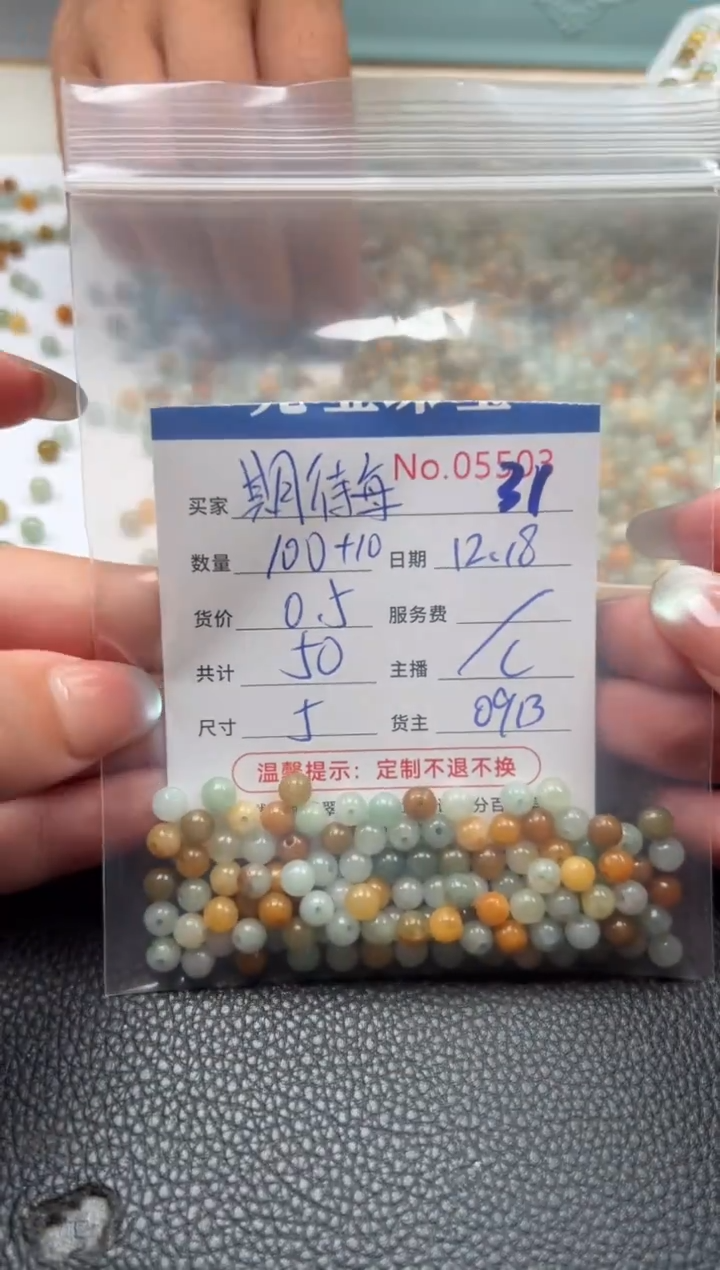 No.05503
31
买家 期待每
数量 100+10 日期 12.18
货价 0.5 服务费 /
共计 50 主播 L
尺寸 5 货主 0913
温馨提示：定制不退不换